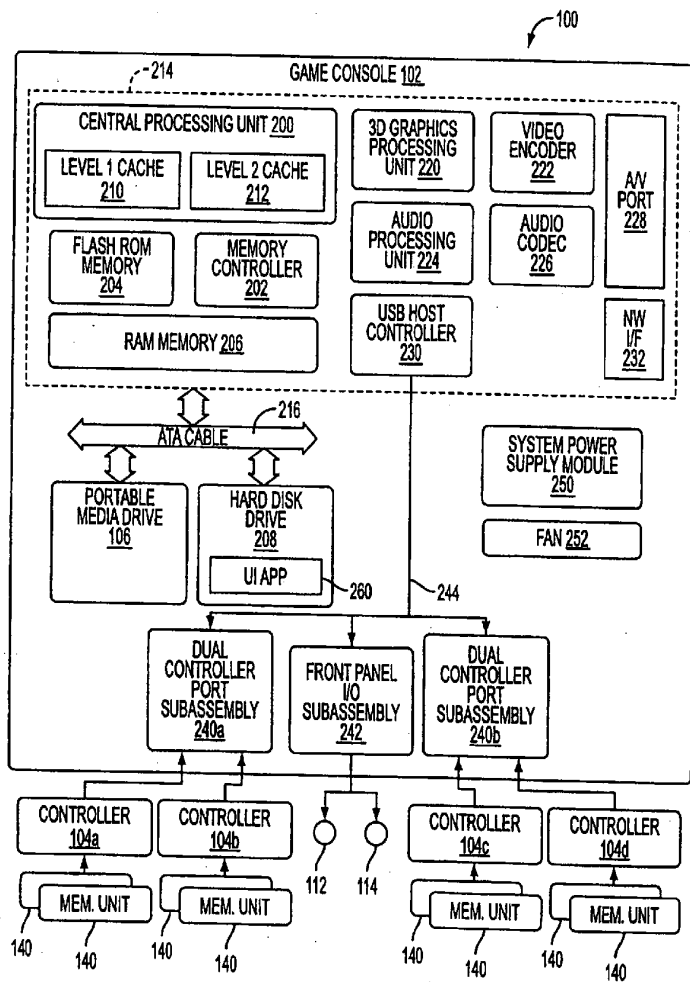 100
GAME CONSOLE 102
214
CENTRAL PROCESSING UNIT 200
LEVEL 1 CACHE
210
LEVEL 2 CACHE
212
3D GRAPHICS
PROCESSING
UNIT 220
VIDEO
ENCODER
222
A/V
PORT
228
FLASH ROM
MEMORY
204
MEMORY
CONTROLLER
202
AUDIO
PROCESSING
UNIT 224
AUDIO
CODEC
226
RAM MEMORY 206
USB HOST
CONTROLLER
230
NW
I/F
232
216
ATA CABLE
PORTABLE
MEDIA DRIVE
106
HARD DISK
DRIVE
208
UI APP
260
SYSTEM POWER
SUPPLY MODULE
250
FAN 252
244
DUAL
CONTROLLER
PORT
SUBASSEMBLY
240a
FRONT PANEL
I/O
SUBASSEMBLY
242
DUAL
CONTROLLER
PORT
SUBASSEMBLY
240b
CONTROLLER
104a
CONTROLLER
104b
112
114
CONTROLLER
104c
CONTROLLER
104d
MEM. UNIT
MEM. UNIT
MEM. UNIT
MEM. UNIT
140
140
140
140
140
140
140
140